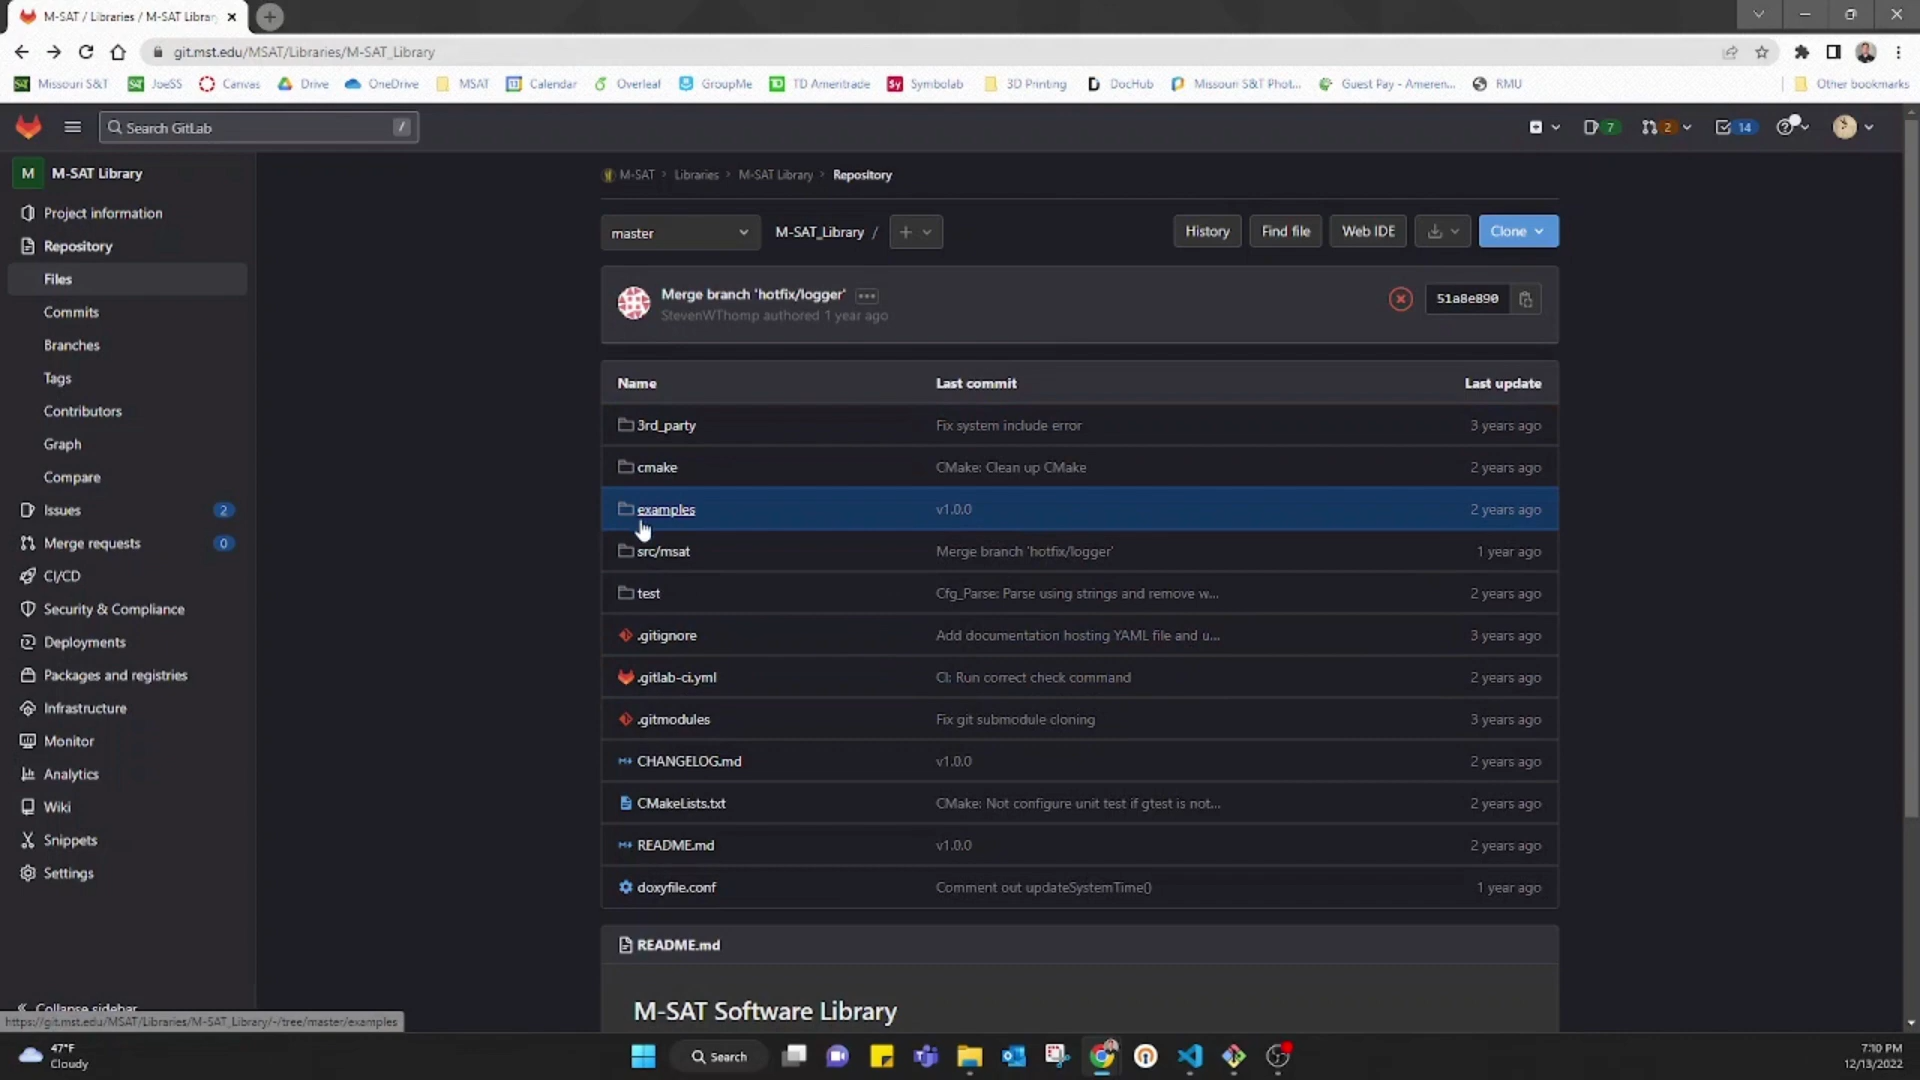 M-SAT / Libraries / M-SAT Librar
git.mst.edu/MSAT/Libraries/M-SAT_Library
Missouri S&T JoeSS Canvas Drive OneDrive MSAT Calendar Overleaf GroupMe TD Ameritrade Symbolab 3D Printing DocHub Missouri S&T Phot... Guest Pay - Ameren... RMU Other bookmarks
Search GitLab / 7 2 14
M M-SAT Library
Project information
Repository
Files
Commits
Branches
Tags
Contributors
Graph
Compare
Issues 2
Merge requests 0
CI/CD
Security & Compliance
Deployments
Packages and registries
Infrastructure
Monitor
Analytics
Wiki
Snippets
Settings
Collapse sidebar
https://git.mst.edu/MSAT/Libraries/M-SAT_Library/-/tree/master/examples
M-SAT > Libraries > M-SAT Library > Repository
master M-SAT_Library / + History Find file Web IDE Clone
Merge branch 'hotfix/logger' ...
StevenWThomp authored 1 year ago
51a8e890
Name Last commit Last update
3rd_party Fix system include error 3 years ago
cmake CMake: Clean up CMake 2 years ago
examples v1.0.0 2 years ago
src/msat Merge branch 'hotfix/logger' 1 year ago
test Cfg_Parse: Parse using strings and remove w... 2 years ago
.gitignore Add documentation hosting YAML file and u... 3 years ago
.gitlab-ci.yml CI: Run correct check command 2 years ago
.gitmodules Fix git submodule cloning 3 years ago
CHANGELOG.md v1.0.0 2 years ago
CMakeLists.txt CMake: Not configure unit test if gtest is not... 2 years ago
README.md v1.0.0 2 years ago
doxyfile.conf Comment out updateSystemTime() 1 year ago
README.md
M-SAT Software Library
47°F
Cloudy
Search
7:10 PM
12/13/2022